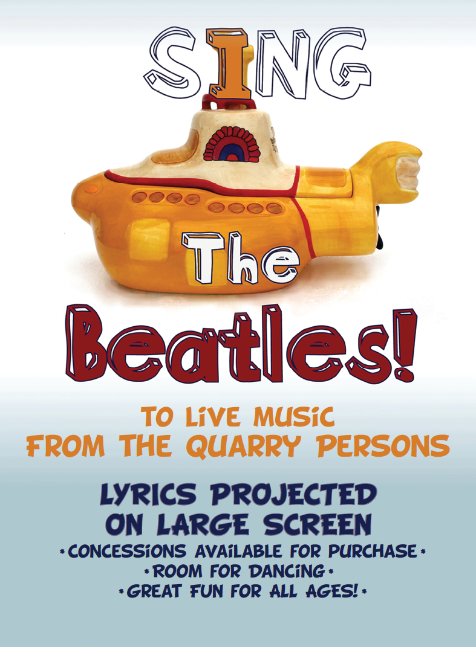 SING
The
Beatles!
TO LIVE MUSIC
FROM THE QUARRY PERSONS
LYRICS PROJECTED
ON LARGE SCREEN
• CONCESSIONS AVAILABLE FOR PURCHASE •
• ROOM FOR DANCING •
• GREAT FUN FOR ALL AGES! •